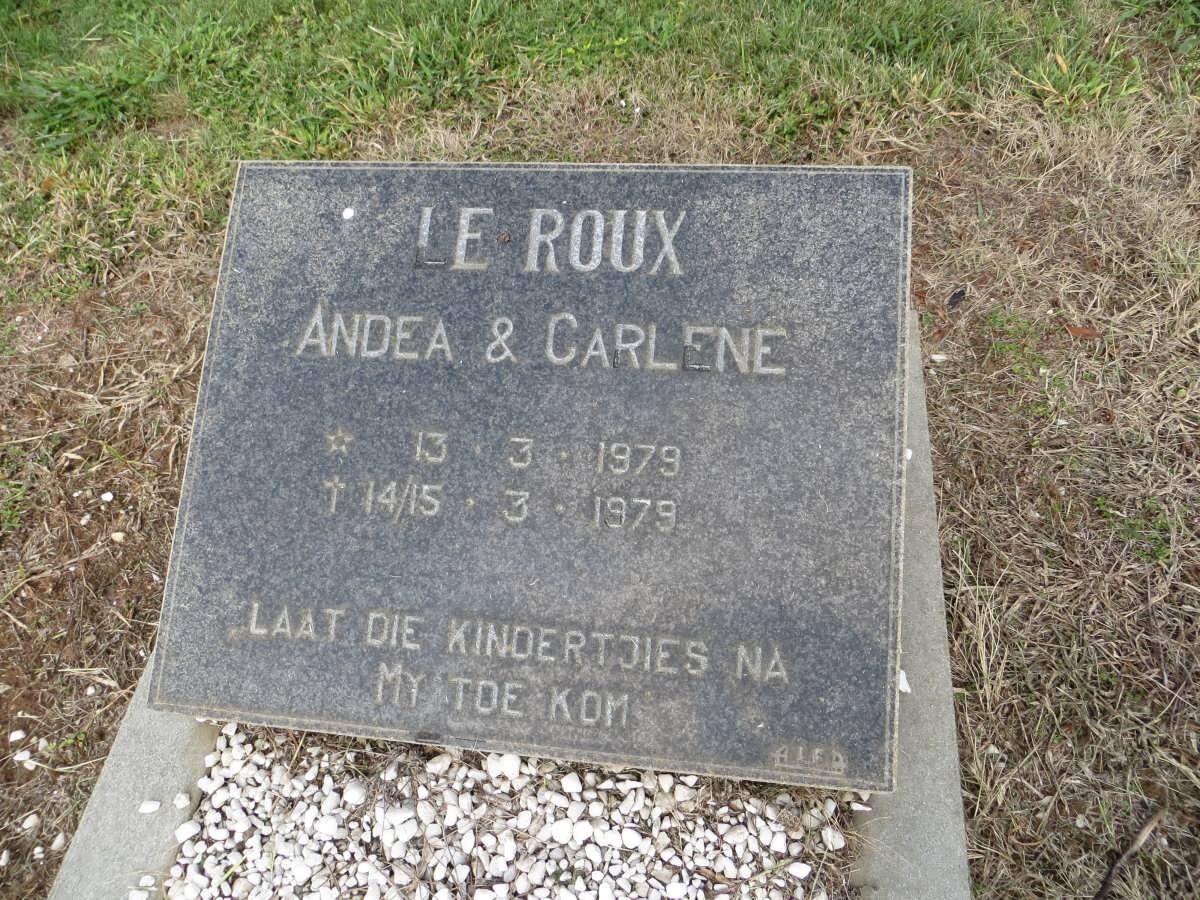 LE ROUX
ANDEA & CARLENE
☆ 13 · 3 · 1979
† 14/15 · 3 · 1979
LAAT DIE KINDERTJIES NA
MY TOE KOM